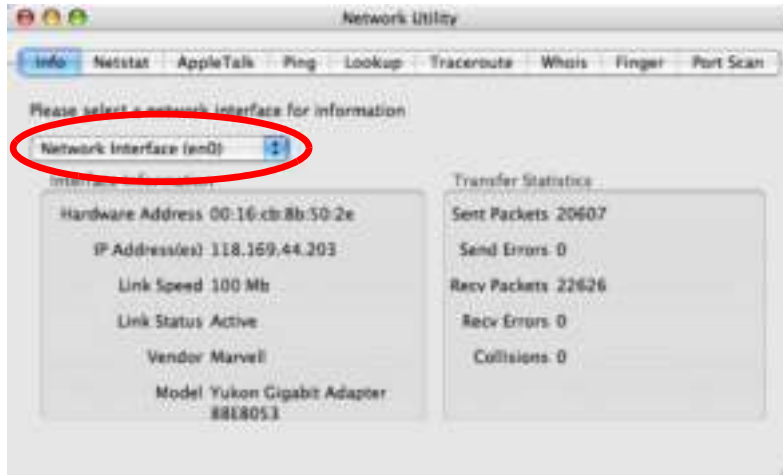 Network Utility
Info Netstat AppleTalk Ping Lookup Traceroute Whois Finger Port Scan
Please select a network interface for information
Network Interface (en0)
Interface Information
Transfer Statistics
Hardware Address 00:16:cb:8b:50:2e
Sent Packets 20607
IP Address(es) 118.169.44.203
Send Errors 0
Link Speed 100 Mb
Recv Packets 22626
Link Status Active
Recv Errors 0
Vendor Marvell
Collisions 0
Model Yukon Gigabit Adapter
88E8053